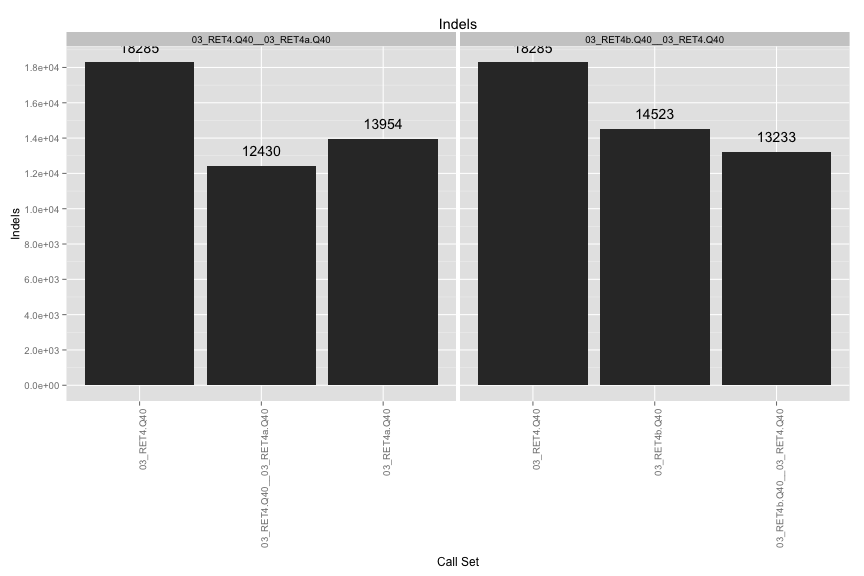 Indels
03_RET4.Q40__03_RET4a.Q40
03_RET4b.Q40__03_RET4.Q40
18285
12430
13954
18285
14523
13233
1.8e+04
1.6e+04
1.4e+04
1.2e+04
1.0e+04
8.0e+03
6.0e+03
4.0e+03
2.0e+03
0.0e+00
Indels
03_RET4.Q40
03_RET4.Q40__03_RET4a.Q40
03_RET4a.Q40
03_RET4.Q40
03_RET4b.Q40
03_RET4b.Q40__03_RET4.Q40
Call Set